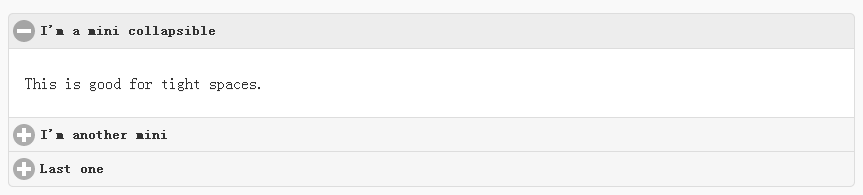 I'm a mini collapsible
This is good for tight spaces.
I'm another mini
Last one